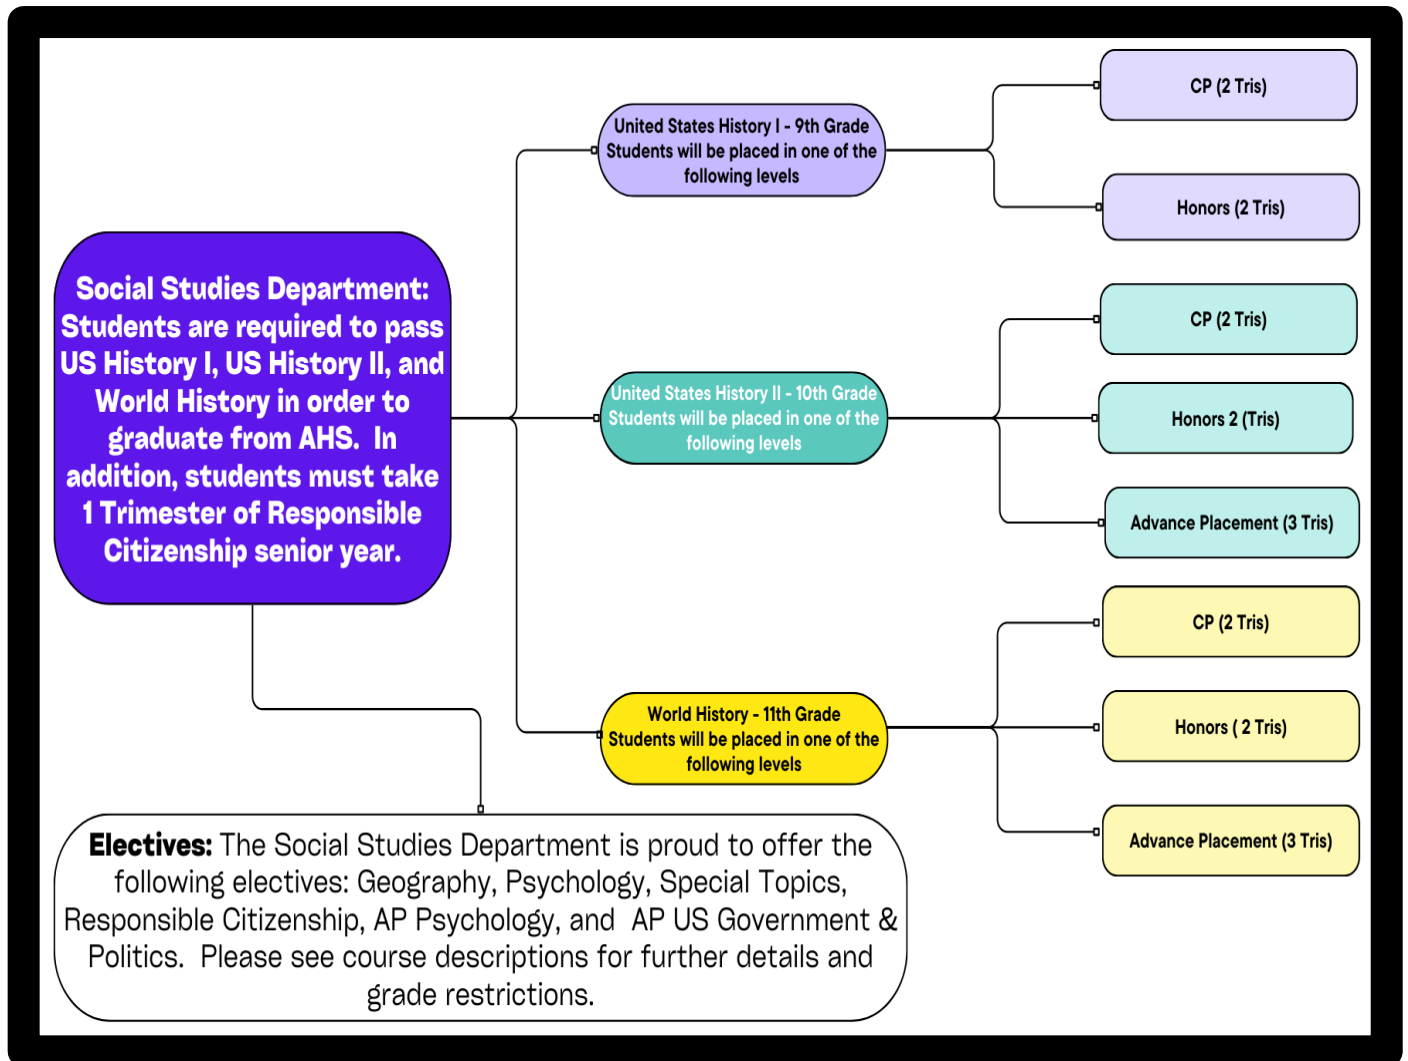 Social Studies Department:
Students are required to pass
US History I, US History II, and
World History in order to
graduate from AHS.  In
addition, students must take
1 Trimester of Responsible
Citizenship senior year.
United States History I - 9th Grade
Students will be placed in one of the
following levels
CP (2 Tris)
Honors (2 Tris)
United States History II - 10th Grade
Students will be placed in one of the
following levels
CP (2 Tris)
Honors 2 (Tris)
Advance Placement (3 Tris)
World History - 11th Grade
Students will be placed in one of the
following levels
CP (2 Tris)
Honors ( 2 Tris)
Advance Placement (3 Tris)
Electives: The Social Studies Department is proud to offer the
following electives: Geography, Psychology, Special Topics,
Responsible Citizenship, AP Psychology, and  AP US Government &
Politics.  Please see course descriptions for further details and
grade restrictions.